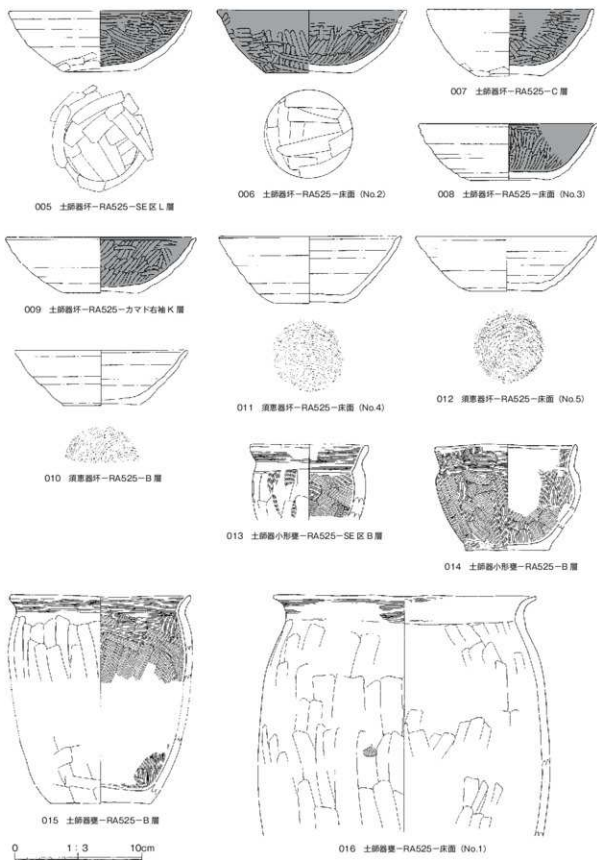 005 土師器坏−RA525−SE区L層
006 土師器坏−RA525−床面（No.2）
007 土師器坏−RA525−C層
008 土師器坏−RA525−床面（No.3）
009 土師器坏−RA525−カマド右袖K層
010 須恵器坏−RA525−B層
011 須恵器坏−RA525−床面（No.4）
012 須恵器坏−RA525−床面（No.5）
013 土師器小形甕−RA525−SE区B層
014 土師器小形甕−RA525−B層
015 土師器甕−RA525−B層
016 土師器甕−RA525−床面（No.1）
0 1：3 10cm